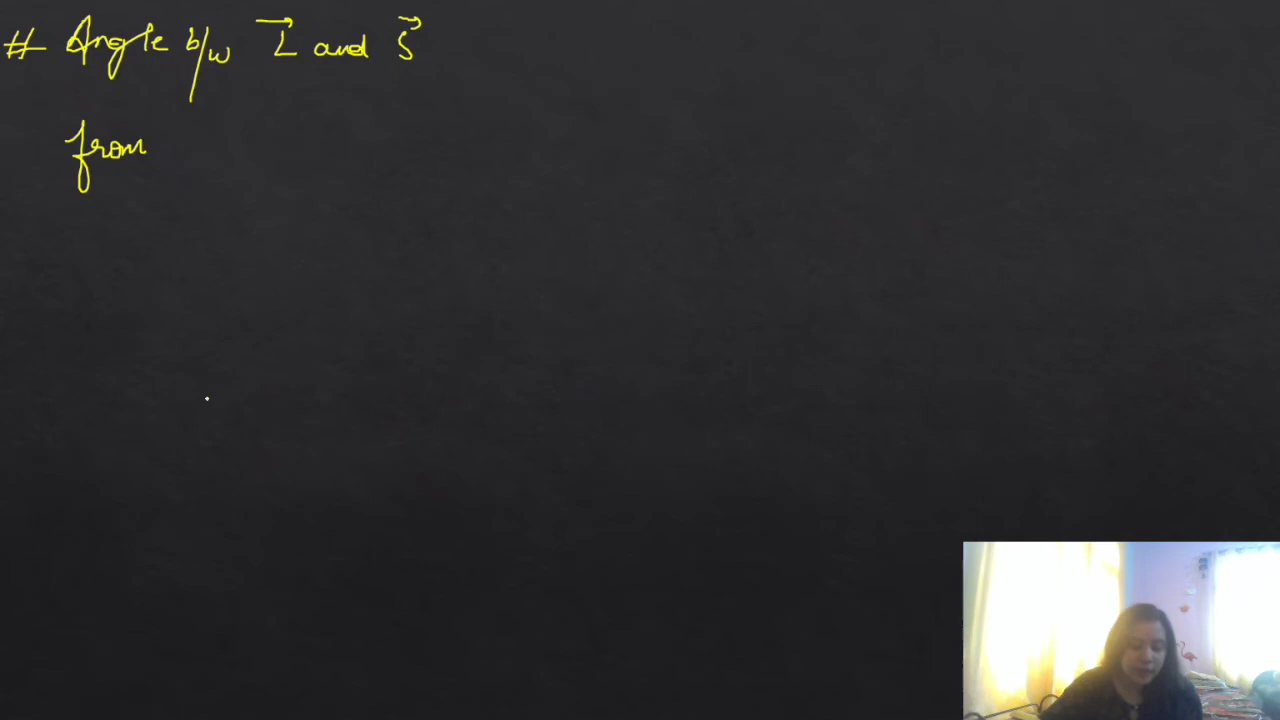 # Angle b/w L⃗ and S⃗
from